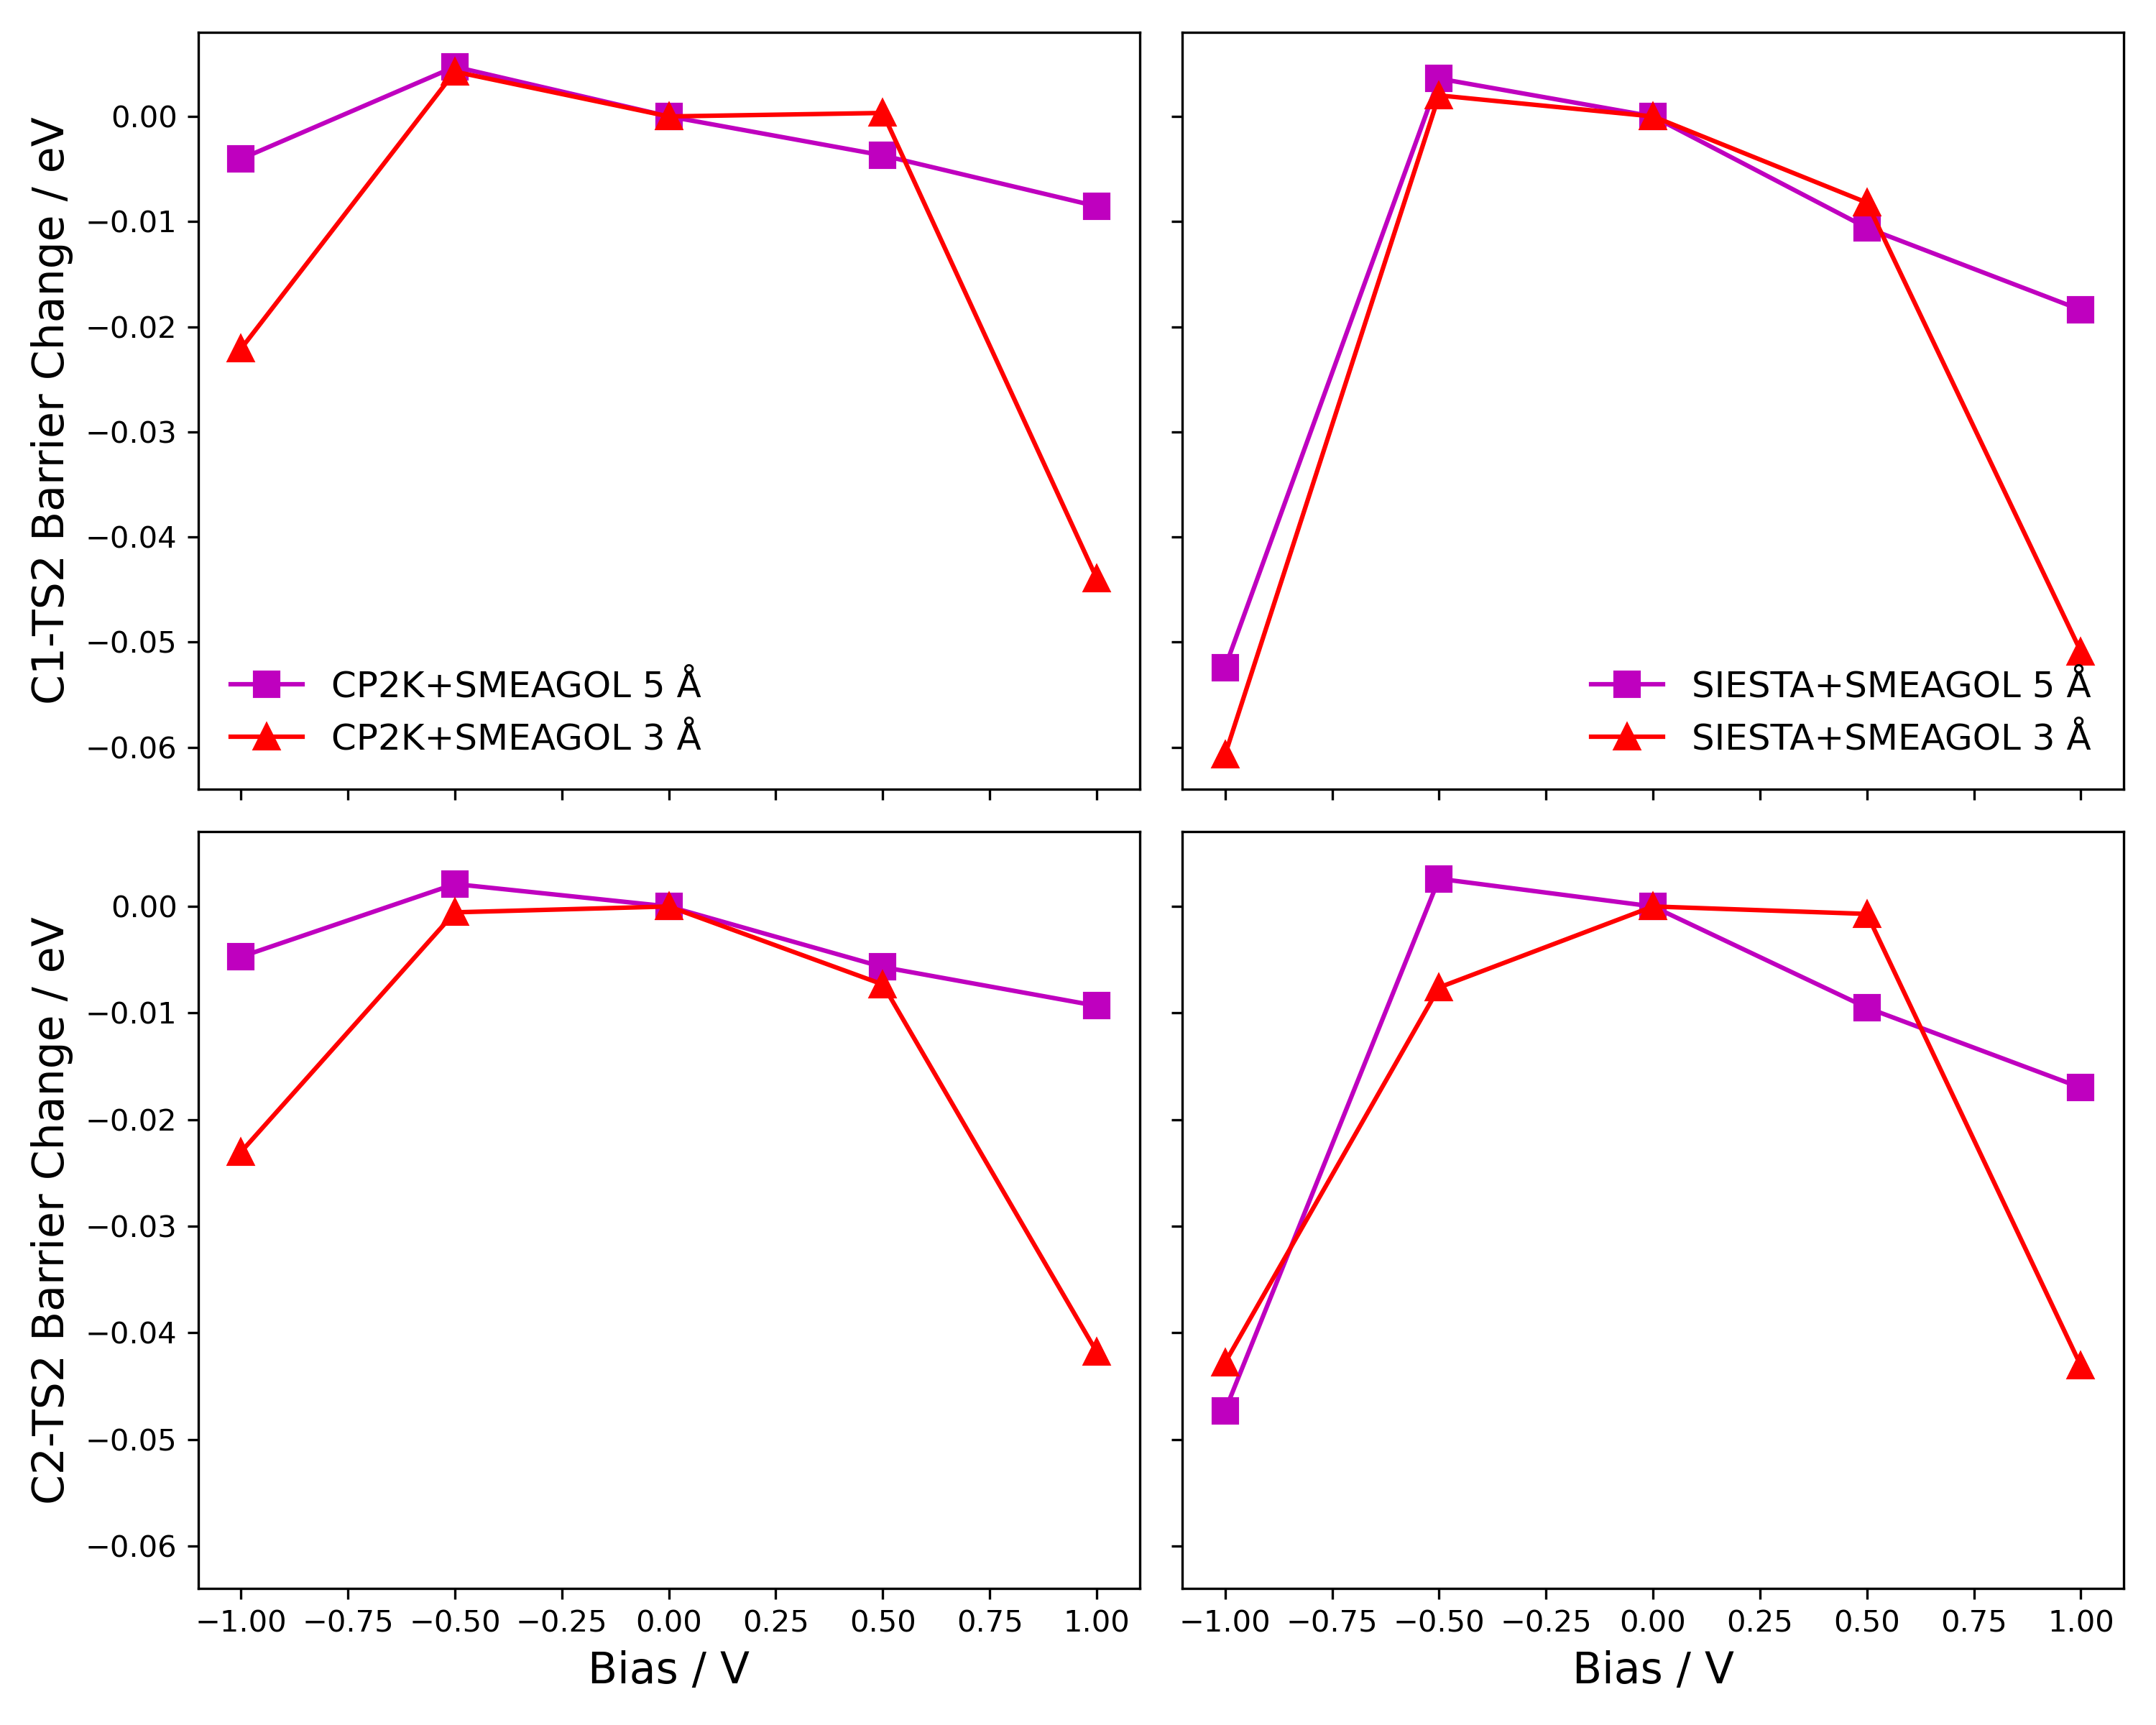 C1-TS2 Barrier Change / eV
0.00
−0.01
−0.02
−0.03
−0.04
−0.05
−0.06
CP2K+SMEAGOL 5 Å
CP2K+SMEAGOL 3 Å
SIESTA+SMEAGOL 5 Å
SIESTA+SMEAGOL 3 Å
C2-TS2 Barrier Change / eV
0.00
−0.01
−0.02
−0.03
−0.04
−0.05
−0.06
−1.00 −0.75 −0.50 −0.25 0.00 0.25 0.50 0.75 1.00
Bias / V
−1.00 −0.75 −0.50 −0.25 0.00 0.25 0.50 0.75 1.00
Bias / V